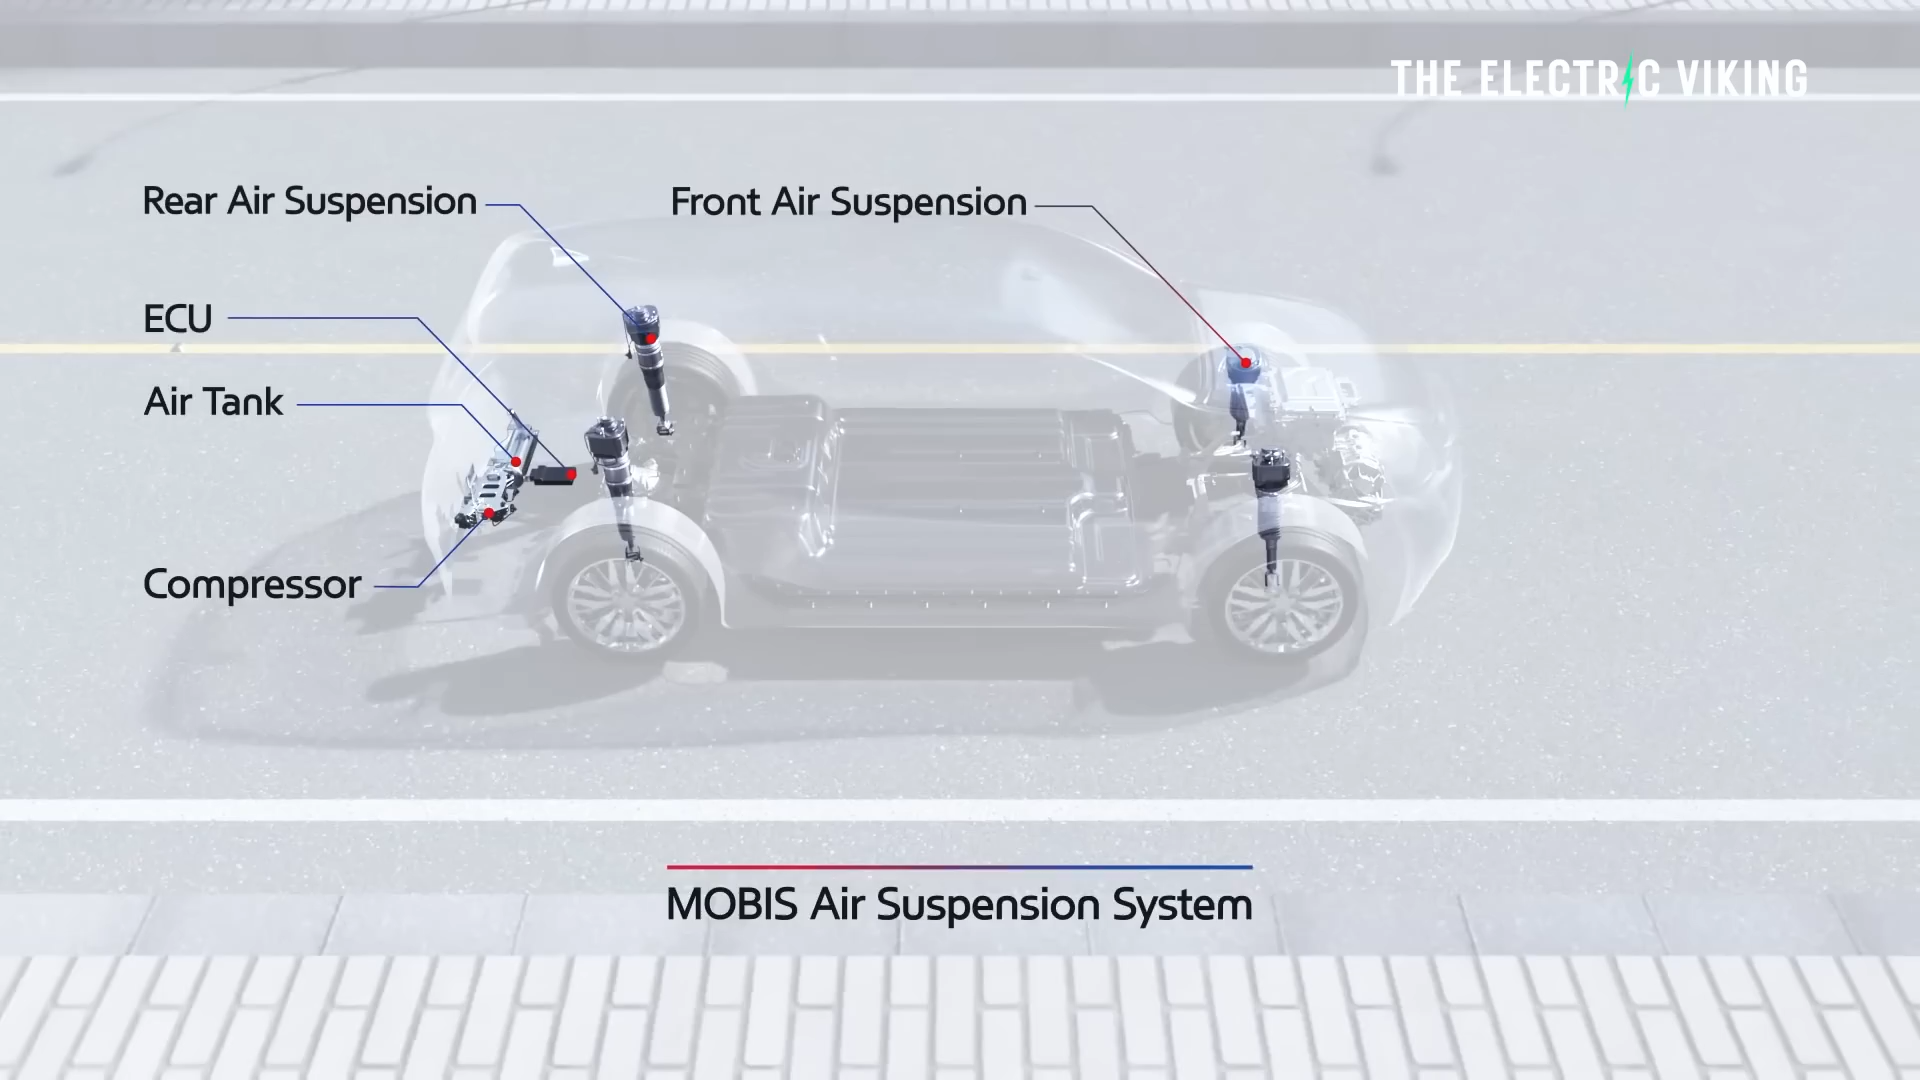 THE ELECTRIC VIKING
Rear Air Suspension
Front Air Suspension
ECU
Air Tank
Compressor
MOBIS Air Suspension System